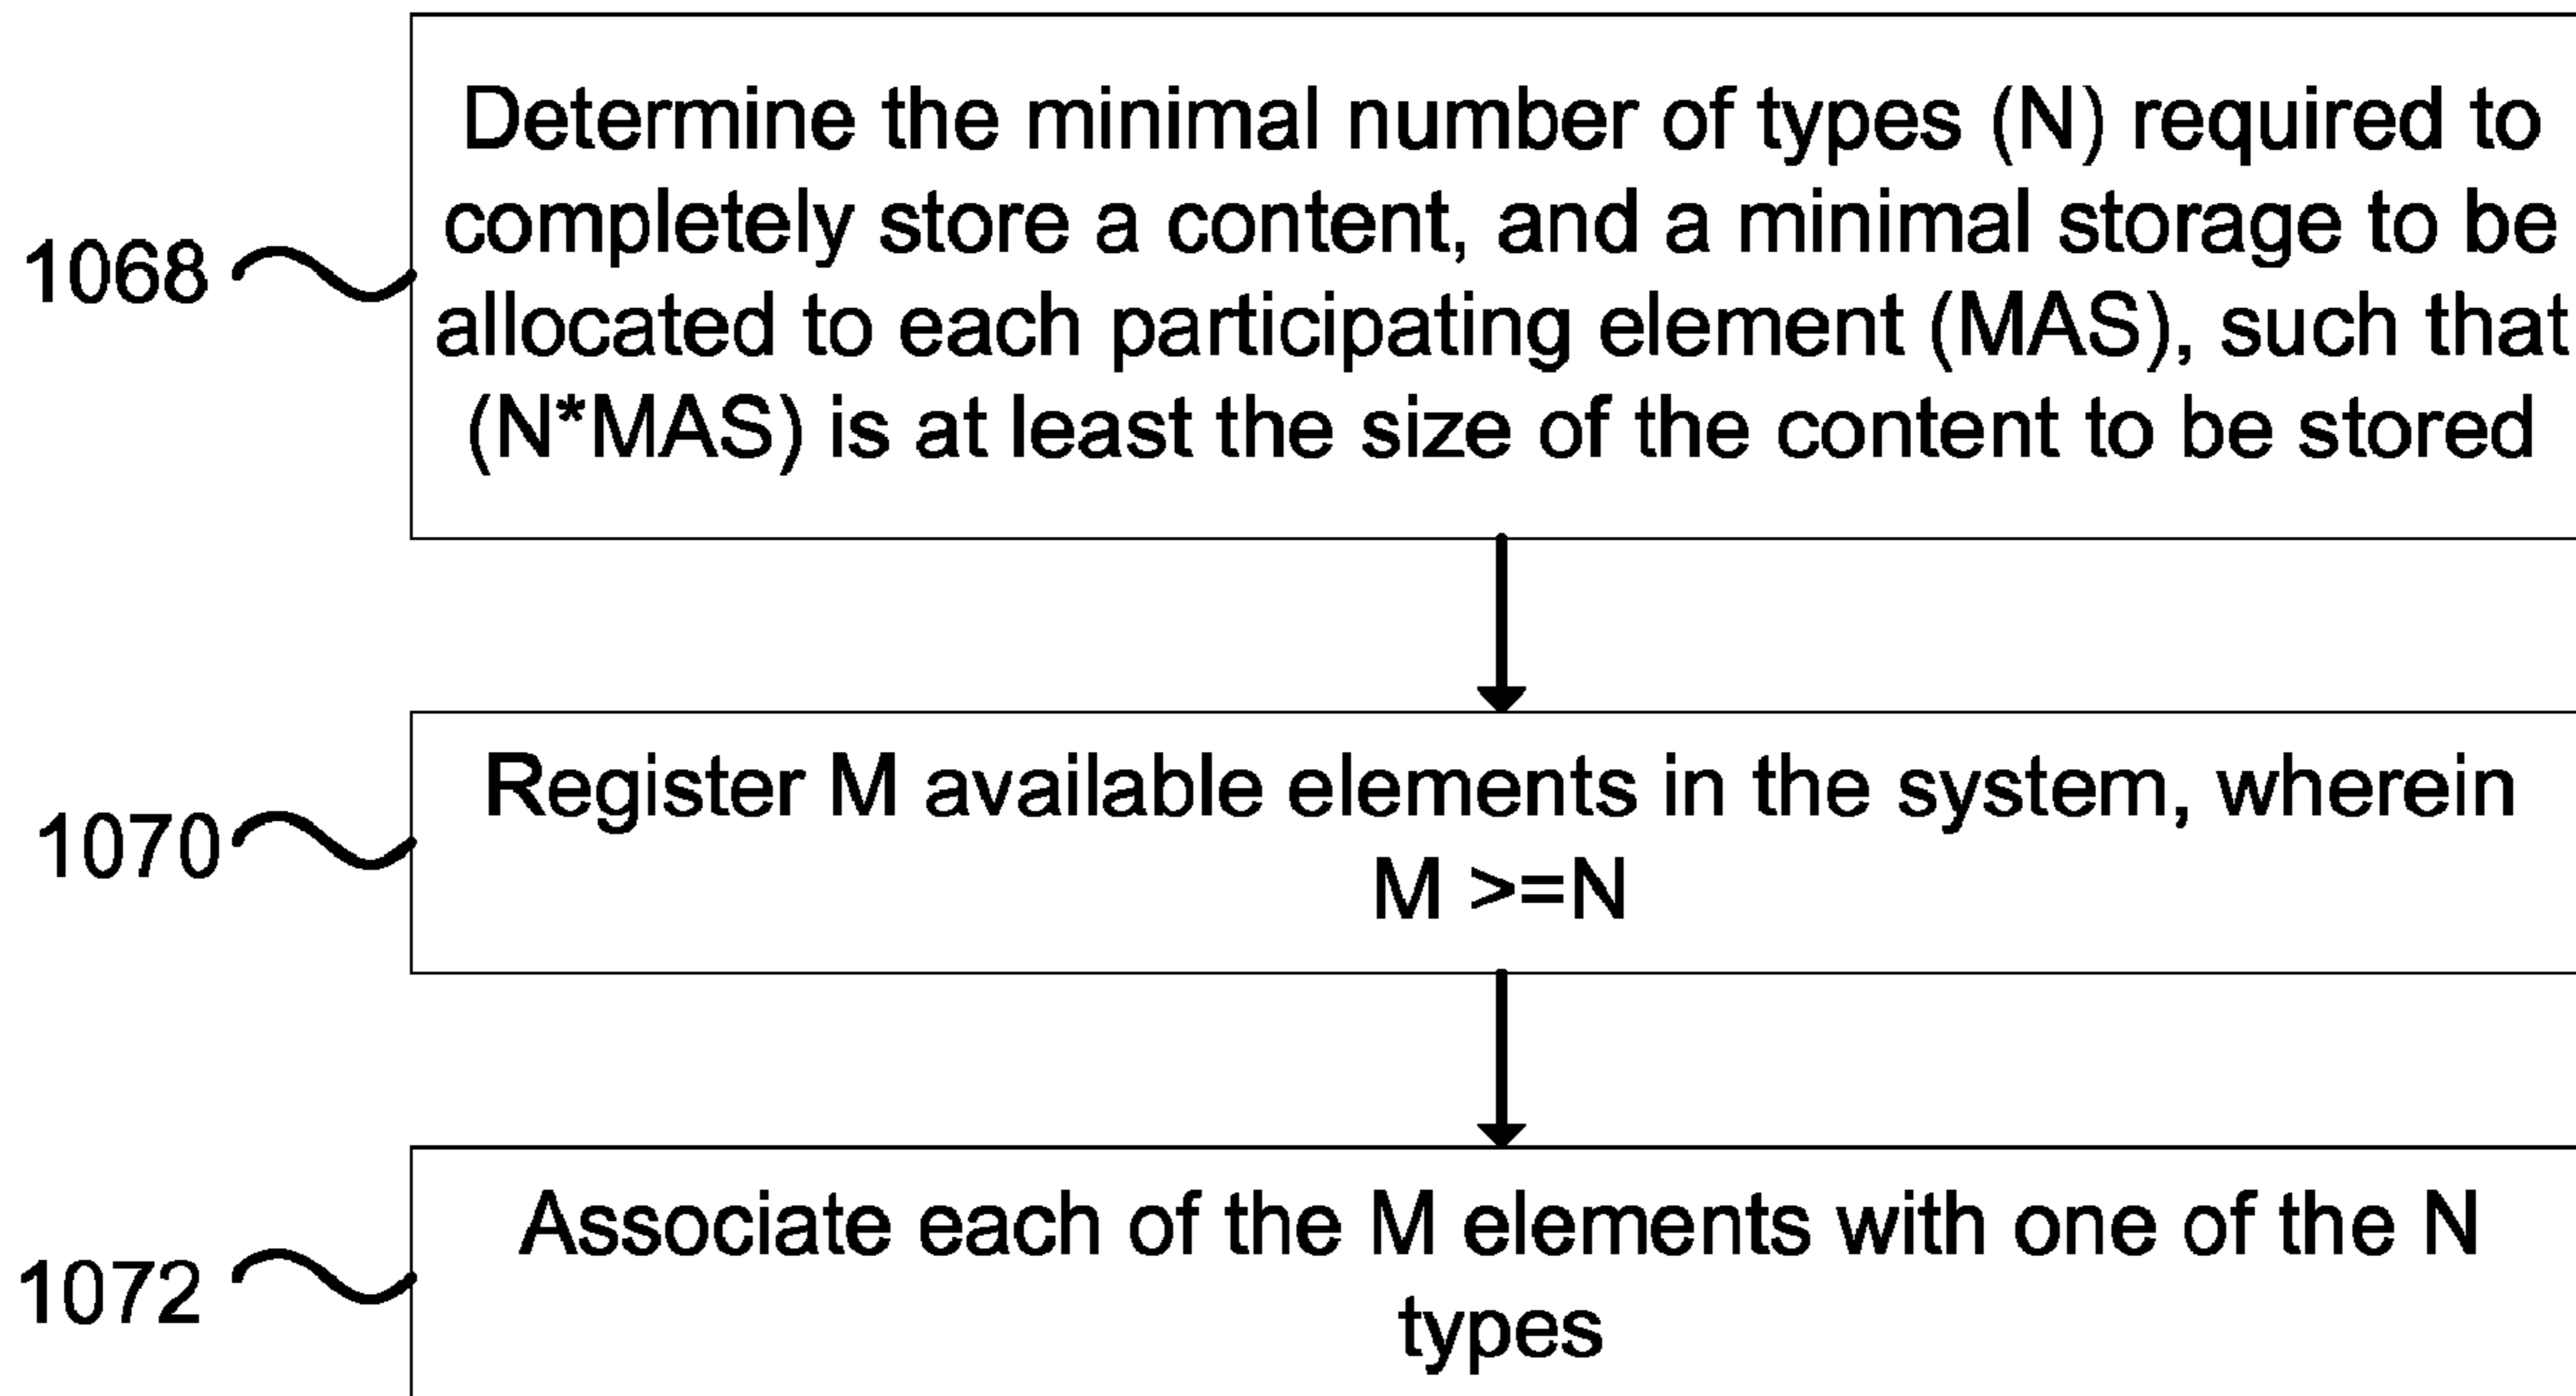 Determine the minimal number of types (N) required to
completely store a content, and a minimal storage to be
1068
allocated to each participating element (MAS), such that
(N*MAS) is at least the size of the content to be stored
Register M available elements in the system, wherein
1070
M >=N
Associate each of the M elements with one of the N
1072
types